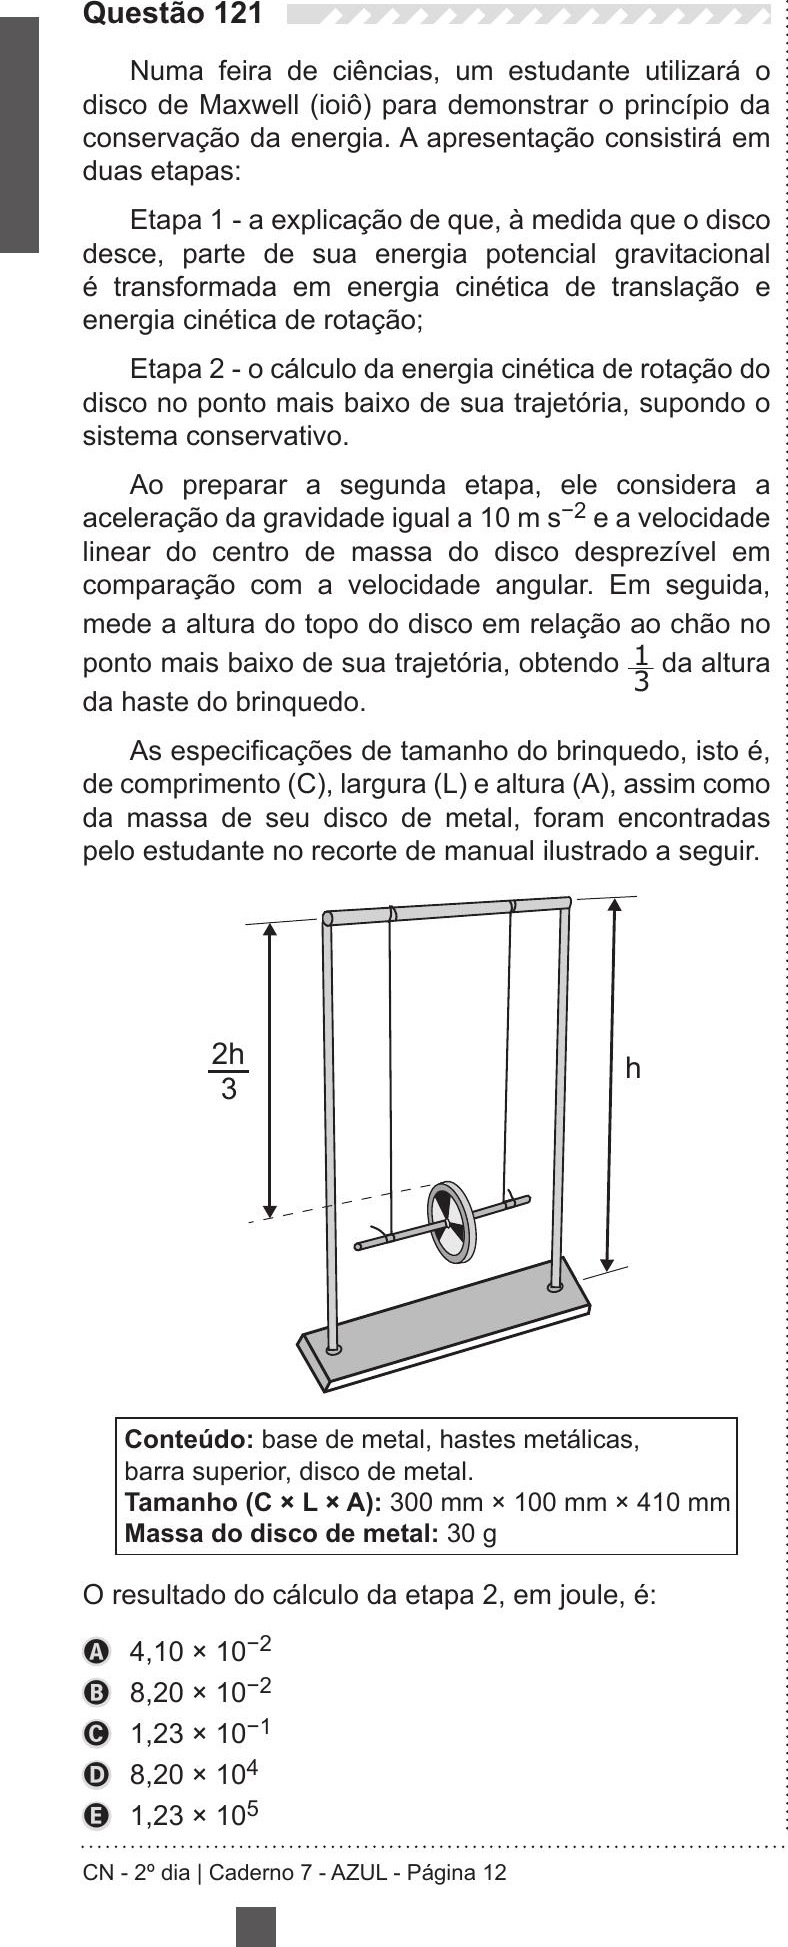 Questão 121
Numa feira de ciências, um estudante utilizará o
disco de Maxwell (ioiô) para demonstrar o princípio da
conservação da energia. A apresentação consistirá em
duas etapas:
Etapa 1 - a explicação de que, à medida que o disco
desce, parte de sua energia potencial gravitacional
é transformada em energia cinética de translação e
energia cinética de rotação;
Etapa 2 - o cálculo da energia cinética de rotação do
disco no ponto mais baixo de sua trajetória, supondo o
sistema conservativo.
Ao preparar a segunda etapa, ele considera a
aceleração da gravidade igual a 10 m s⁻² e a velocidade
linear do centro de massa do disco desprezível em
comparação com a velocidade angular. Em seguida,
mede a altura do topo do disco em relação ao chão no
ponto mais baixo de sua trajetória, obtendo 1/3 da altura
da haste do brinquedo.
As especificações de tamanho do brinquedo, isto é,
de comprimento (C), largura (L) e altura (A), assim como
da massa de seu disco de metal, foram encontradas
pelo estudante no recorte de manual ilustrado a seguir.
2h/3
h
Conteúdo: base de metal, hastes metálicas,
barra superior, disco de metal.
Tamanho (C × L × A): 300 mm × 100 mm × 410 mm
Massa do disco de metal: 30 g
O resultado do cálculo da etapa 2, em joule, é:
A 4,10 × 10⁻²
B 8,20 × 10⁻²
C 1,23 × 10⁻¹
D 8,20 × 10⁴
E 1,23 × 10⁵
CN - 2º dia | Caderno 7 - AZUL - Página 12